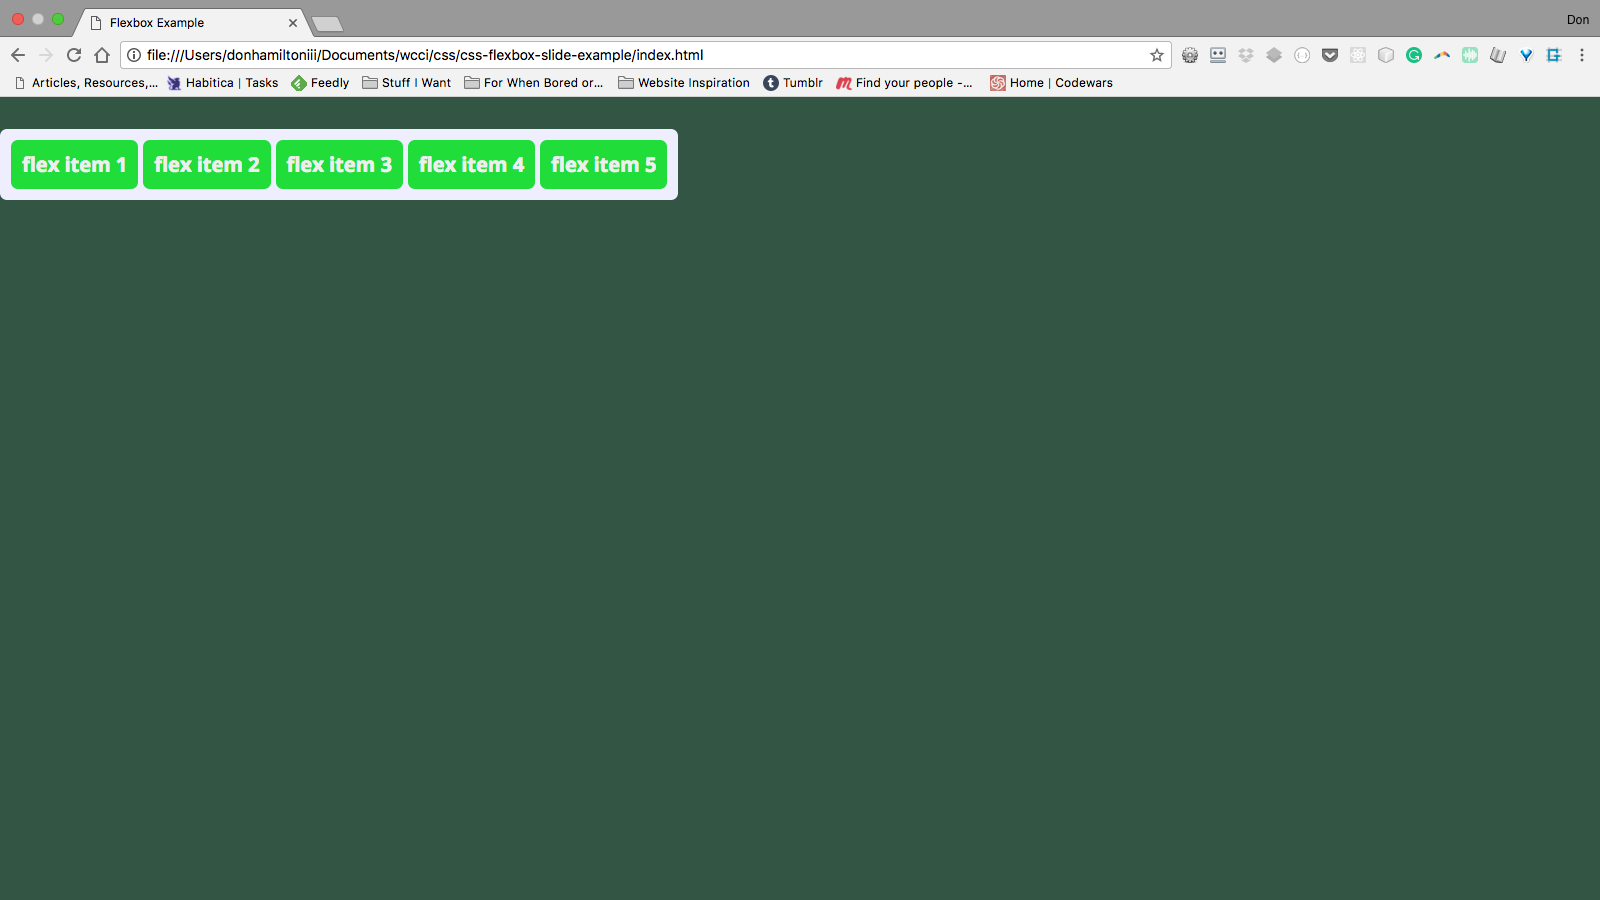 Flexbox Example
Don
file:///Users/donhamiltoniii/Documents/wcci/css/css-flexbox-slide-example/index.html
Articles, Resources,... Habitica | Tasks Feedly Stuff I Want For When Bored or... Website Inspiration Tumblr Find your people -... Home | Codewars
flex item 1 flex item 2 flex item 3 flex item 4 flex item 5